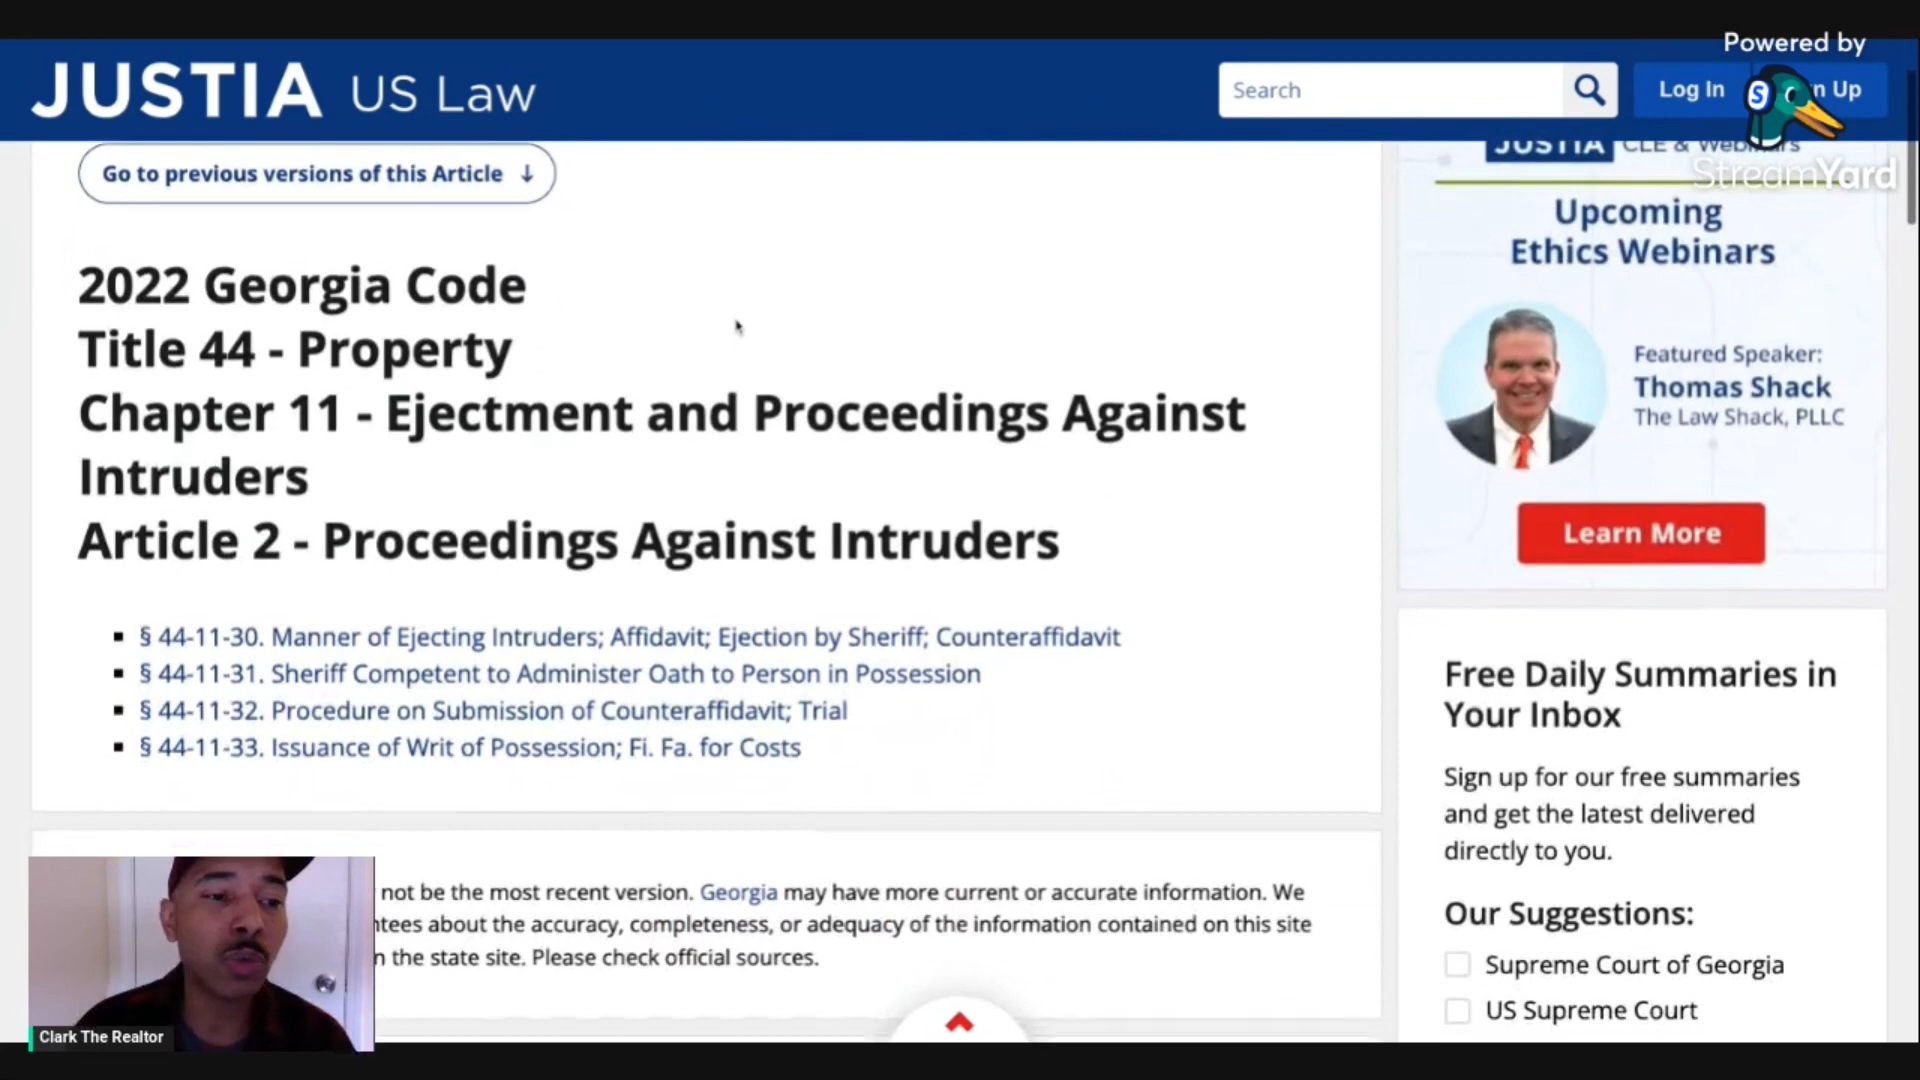 Powered by
JUSTIA US Law
Search
Log In
n Up
StreamYard
Go to previous versions of this Article ↓
JUSTIA CLE & Webinars
Upcoming
Ethics Webinars
Featured Speaker:
Thomas Shack
The Law Shack, PLLC
Learn More
2022 Georgia Code
Title 44 - Property
Chapter 11 - Ejectment and Proceedings Against
Intruders
Article 2 - Proceedings Against Intruders
§ 44-11-30. Manner of Ejecting Intruders; Affidavit; Ejection by Sheriff; Counteraffidavit
§ 44-11-31. Sheriff Competent to Administer Oath to Person in Possession
§ 44-11-32. Procedure on Submission of Counteraffidavit; Trial
§ 44-11-33. Issuance of Writ of Possession; Fi. Fa. for Costs
Free Daily Summaries in
Your Inbox
Sign up for our free summaries
and get the latest delivered
directly to you.
Our Suggestions:
Supreme Court of Georgia
US Supreme Court
not be the most recent version. Georgia may have more current or accurate information. We
ntees about the accuracy, completeness, or adequacy of the information contained on this site
n the state site. Please check official sources.
Clark The Realtor